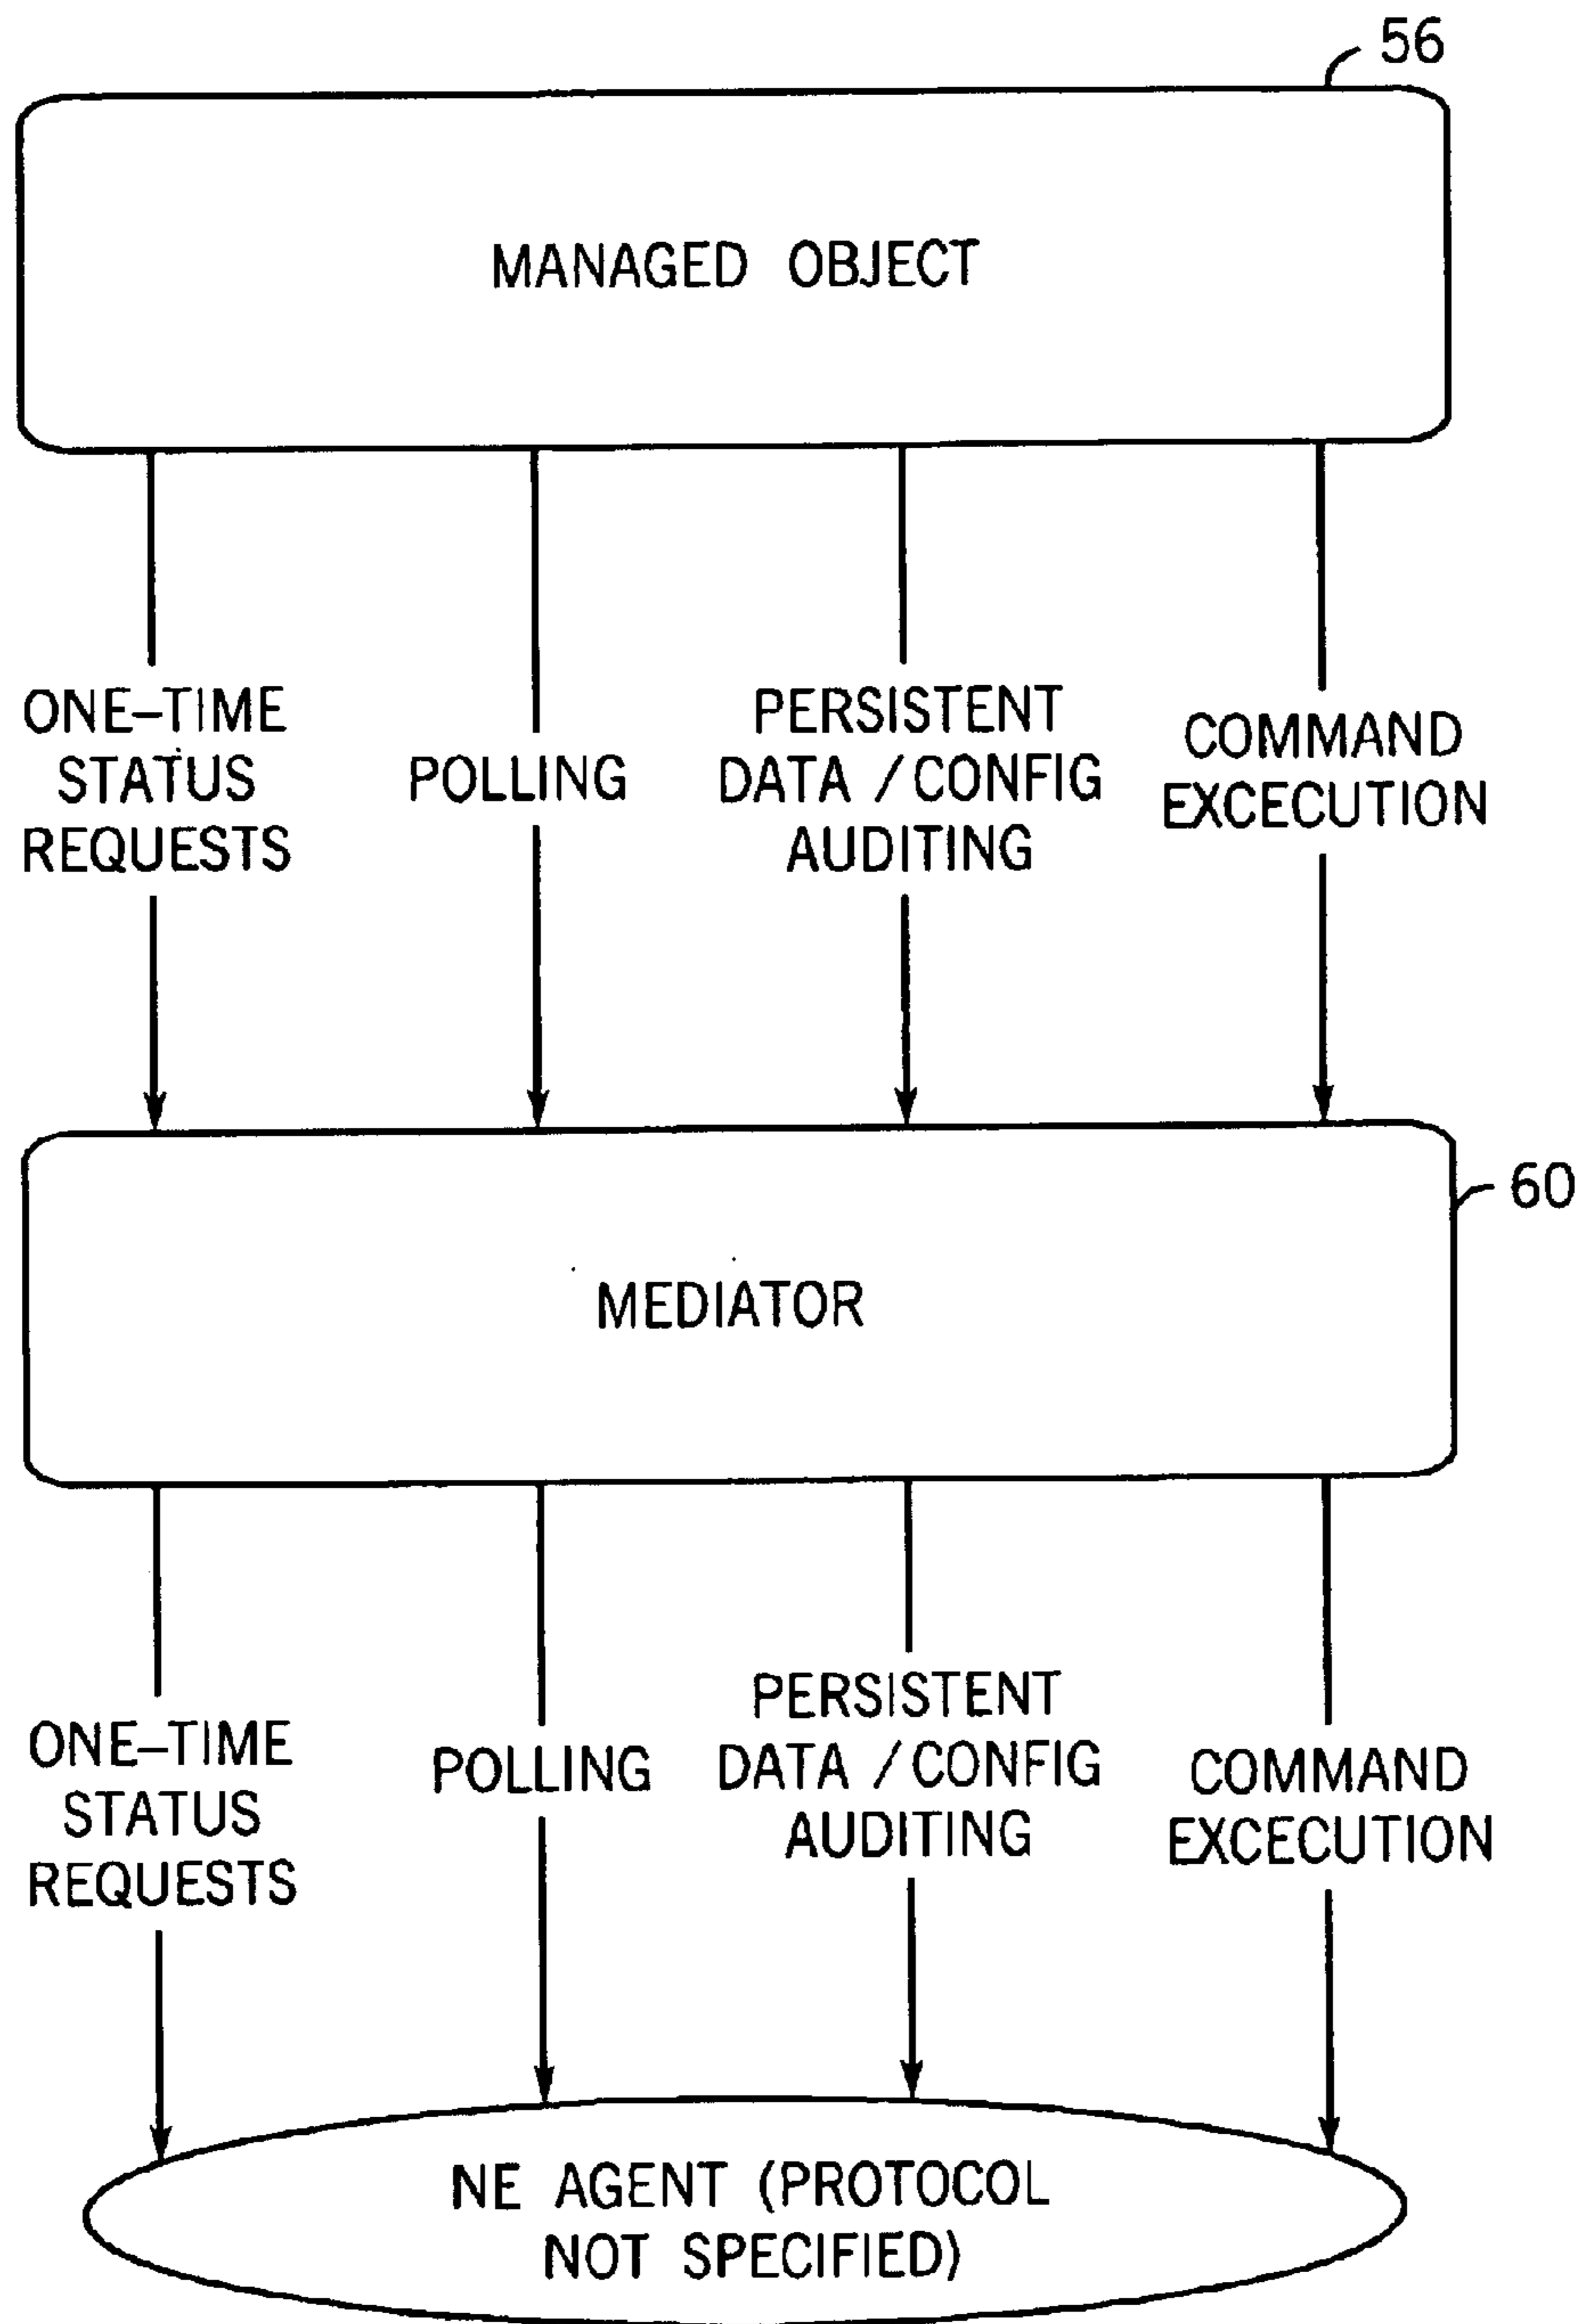 56
MANAGED OBJECT
ONE-TIME
STATUS
REQUESTS
POLLING
PERSISTENT
DATA / CONFIG
AUDITING
COMMAND
EXCECUTION
60
MEDIATOR
ONE-TIME
STATUS
REQUESTS
POLLING
PERSISTENT
DATA / CONFIG
AUDITING
COMMAND
EXCECUTION
NE AGENT (PROTOCOL
NOT SPECIFIED)